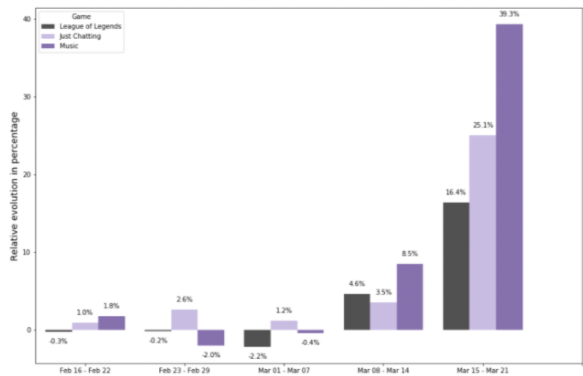 Game
League of Legends
Just Chatting
Music
Relative evolution in percentage
40
30
20
10
0
-0.3%
1.0%
1.8%
-0.2%
2.6%
-2.0%
-2.2%
1.2%
-0.4%
4.6%
3.5%
8.5%
16.4%
25.1%
39.3%
Feb 16 - Feb 22
Feb 23 - Feb 29
Mar 01 - Mar 07
Mar 08 - Mar 14
Mar 15 - Mar 21